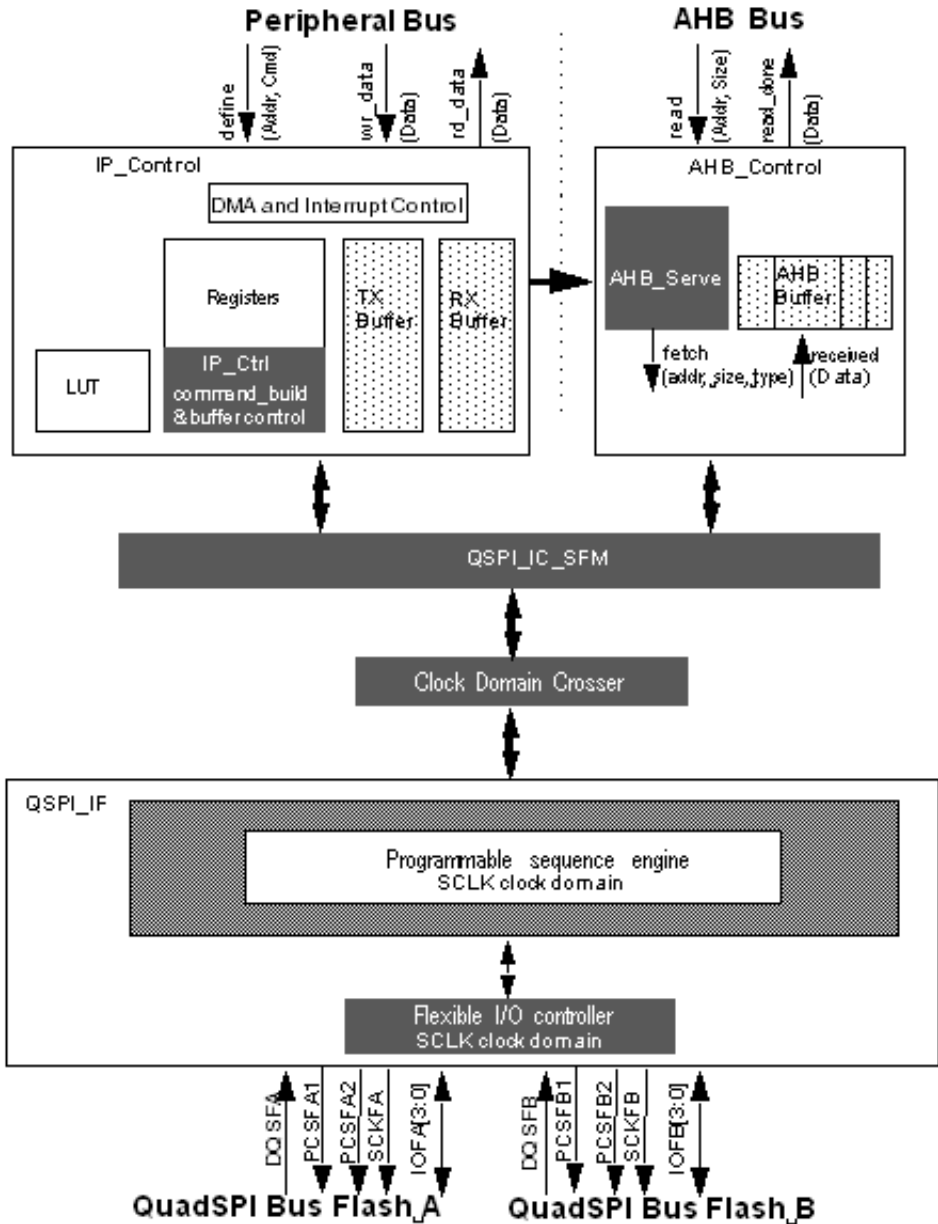 Peripheral Bus
AHB Bus
define
(Addr, Cmd)
wr_data
(Data)
rd_data
(Data)
read
(Addr, Size)
read_done
(Data)
IP_Control
DMA and Interrupt Control
Registers
TX
Buffer
RX
Buffer
LUT
IP_Ctrl
command_build
& buffer control
AHB_Control
AHB_Serve
AHB
Buffer
fetch
(addr, size, type)
received
(Data)
QSPI_IC_SFM
Clock Domain Crosser
QSPI_IF
Programmable sequence engine
SCLK clock domain
Flexible I/O controller
SCLK clock domain
DQSFA
PCSFA1
PCSFA2
SCKFA
IOFA[3:0]
DQSFB
PCSFB1
PCSFB2
SCKFB
IOFB[3:0]
QuadSPI Bus Flash_A
QuadSPI Bus Flash_B